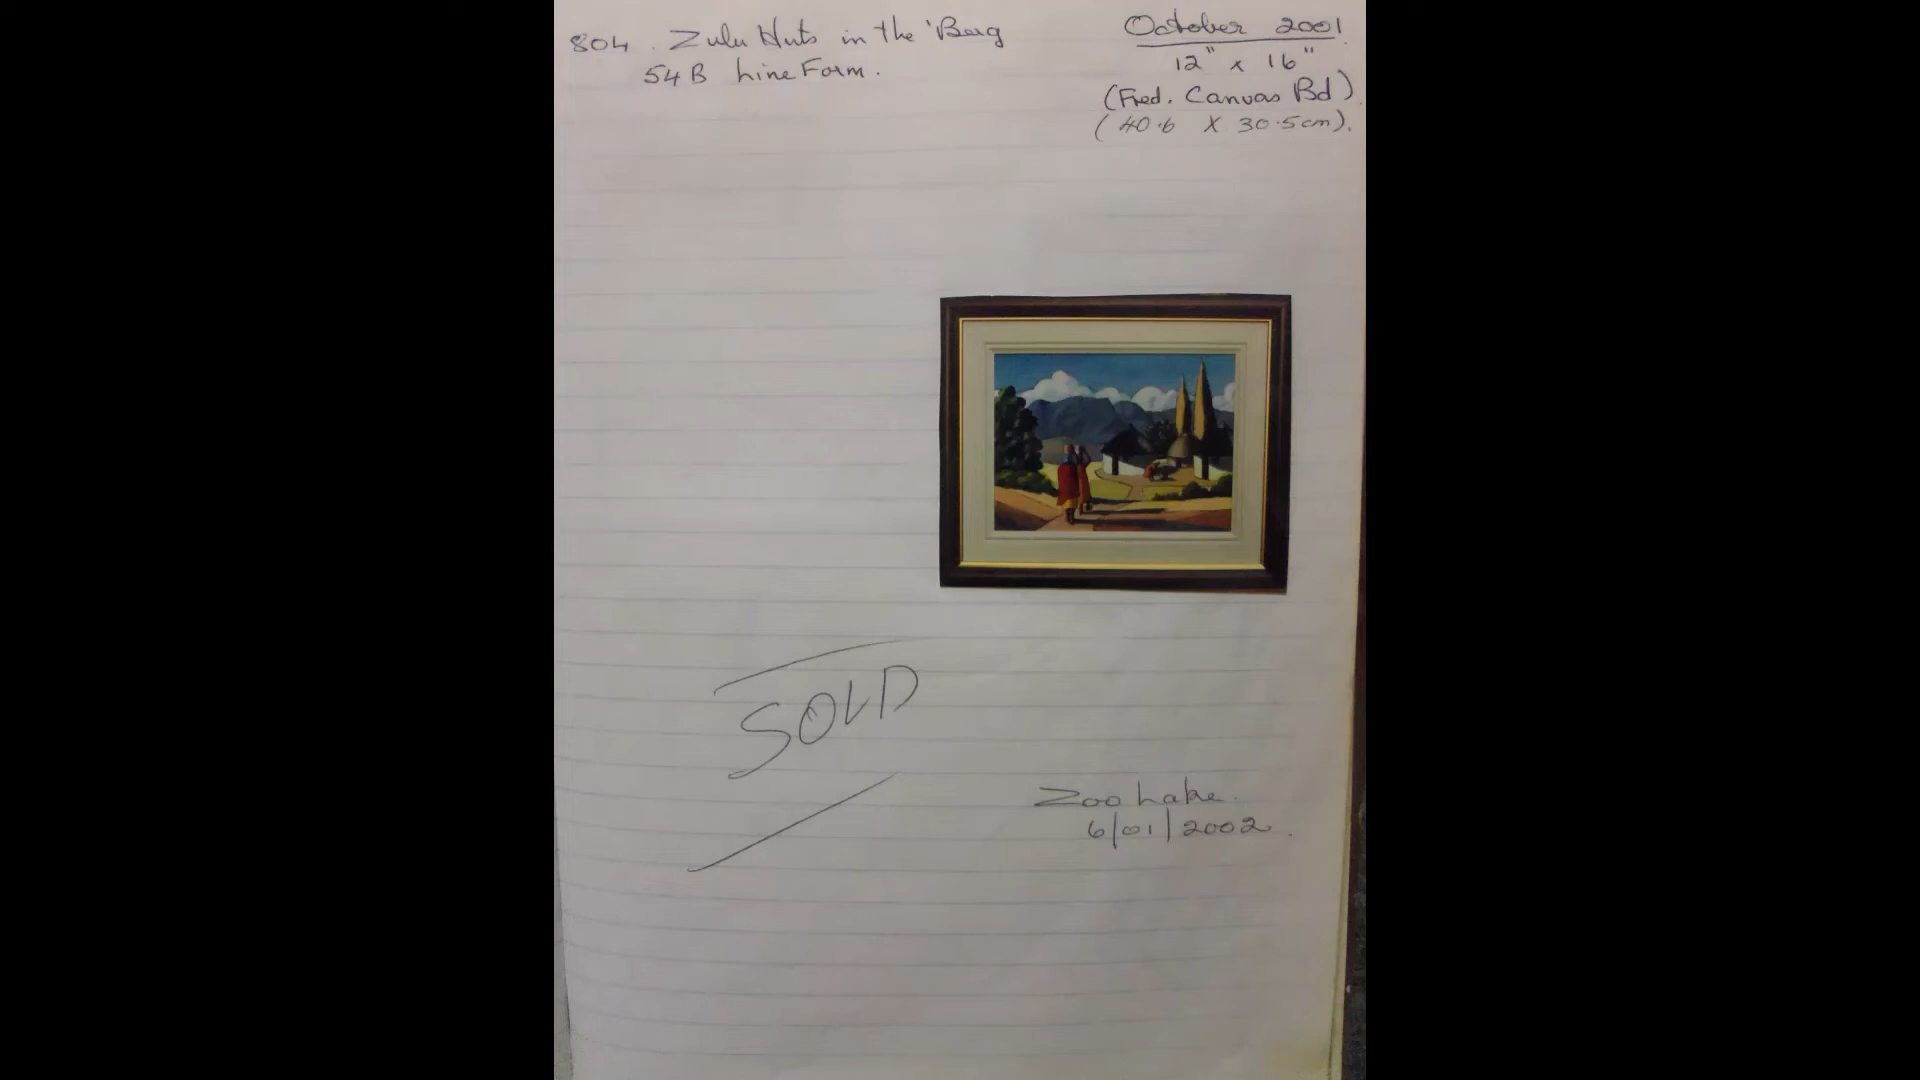 804. Zulu Huts in the 'Berg
54B Line Form.
October 2001
12" x 16"
(Fred. Canvas Bd)
(40.6 X 30.5cm).
SOLD
Zoo Lake.
6/01/2002.